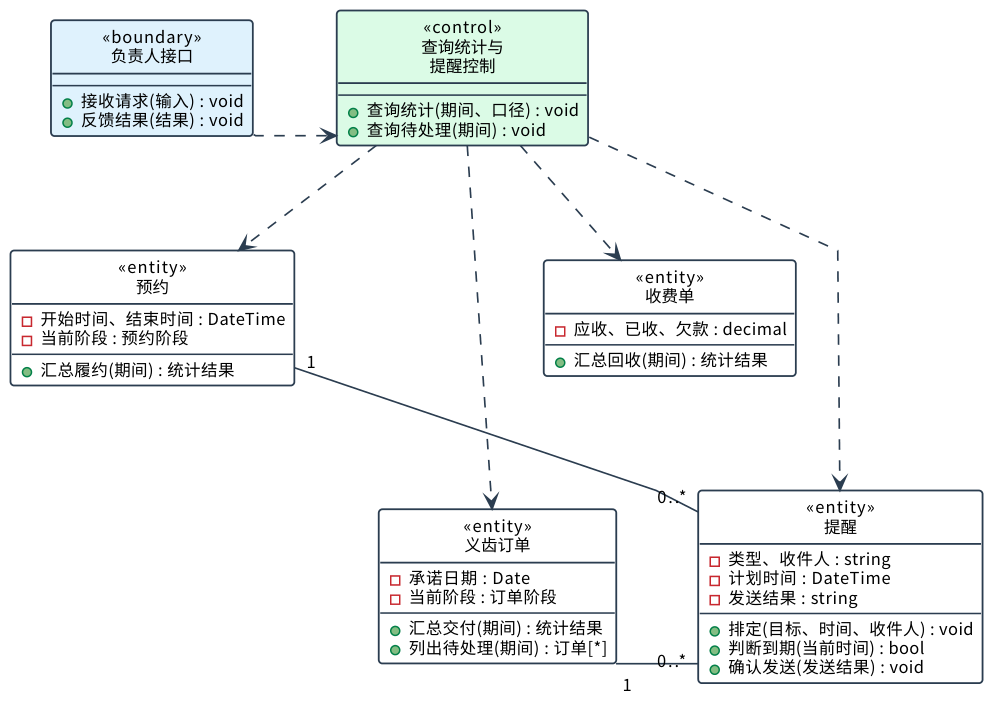 «boundary»
负责人接口
接收请求(输入) : void
反馈结果(结果) : void
«control»
查询统计与
提醒控制
查询统计(期间、口径) : void
查询待处理(期间) : void
«entity»
预约
开始时间、结束时间 : DateTime
当前阶段 : 预约阶段
汇总履约(期间) : 统计结果
«entity»
收费单
应收、已收、欠款 : decimal
汇总回收(期间) : 统计结果
1
0..*
«entity»
义齿订单
承诺日期 : Date
当前阶段 : 订单阶段
汇总交付(期间) : 统计结果
列出待处理(期间) : 订单[*]
«entity»
提醒
类型、收件人 : string
计划时间 : DateTime
发送结果 : string
排定(目标、时间、收件人) : void
判断到期(当前时间) : bool
确认发送(发送结果) : void
0..*
1